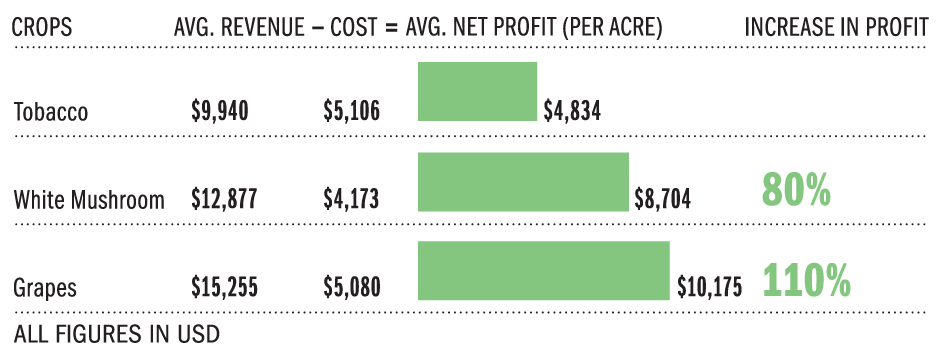 CROPS AVG. REVENUE – COST = AVG. NET PROFIT (PER ACRE) INCREASE IN PROFIT
Tobacco $9,940 $5,106 $4,834
White Mushroom $12,877 $4,173 $8,704 80%
Grapes $15,255 $5,080 $10,175 110%
ALL FIGURES IN USD